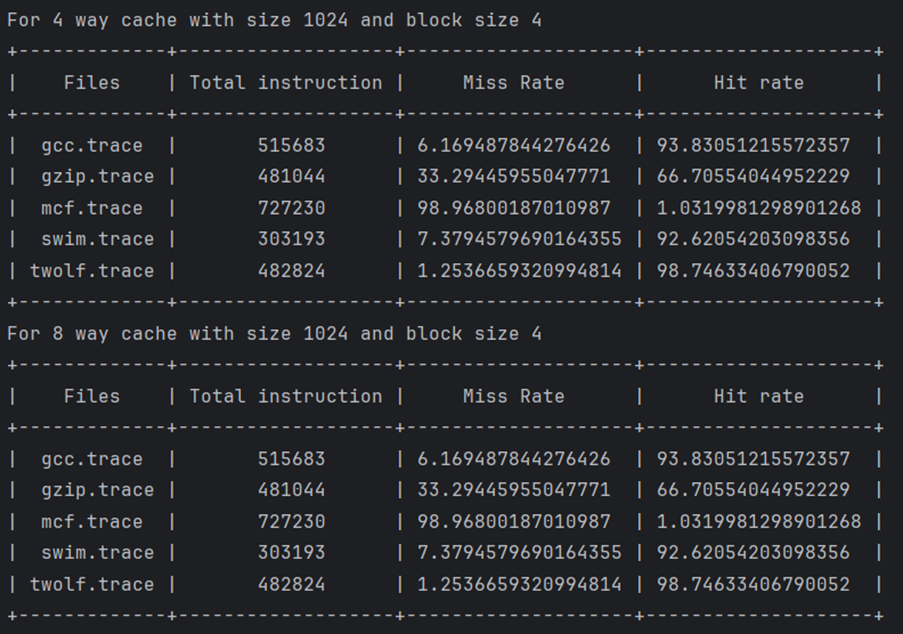 For 4 way cache with size 1024 and block size 4
+-------------+--------------------+---------------------+--------------------+
|    Files    | Total instruction |      Miss Rate      |      Hit rate      |
+-------------+--------------------+---------------------+--------------------+
|  gcc.trace  |       515683       | 6.169487844276426  | 93.83051215572357  |
|  gzip.trace |       481044       | 33.29445955047771  | 66.70554044952229  |
|  mcf.trace  |       727230       | 98.96800187010987  | 1.0319981298901268 |
|  swim.trace |       303193       | 7.3794579690164355 | 92.62054203098356  |
| twolf.trace |       482824       | 1.2536659320994814 | 98.74633406790052  |
+-------------+--------------------+---------------------+--------------------+
For 8 way cache with size 1024 and block size 4
+-------------+--------------------+---------------------+--------------------+
|    Files    | Total instruction |      Miss Rate      |      Hit rate      |
+-------------+--------------------+---------------------+--------------------+
|  gcc.trace  |       515683       | 6.169487844276426  | 93.83051215572357  |
|  gzip.trace |       481044       | 33.29445955047771  | 66.70554044952229  |
|  mcf.trace  |       727230       | 98.96800187010987  | 1.0319981298901268 |
|  swim.trace |       303193       | 7.3794579690164355 | 92.62054203098356  |
| twolf.trace |       482824       | 1.2536659320994814 | 98.74633406790052  |
+-------------+--------------------+---------------------+--------------------+